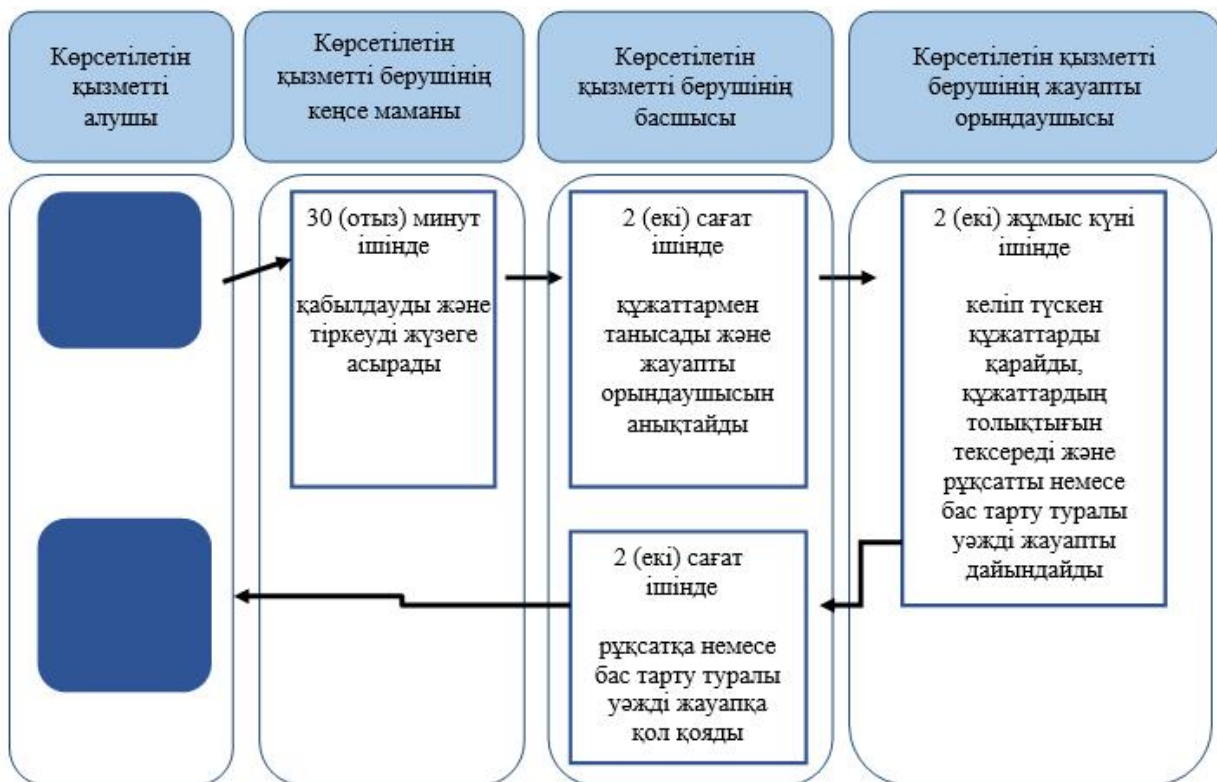 Көрсетілетін
қызметті
алушы
Көрсетілетін
қызметті берушінің
кеңсе маманы
Көрсетілетін
қызметті берушінің
басшысы
Көрсетілетін қызметті
берушінің жауапты
орындаушысы
30 (отыз) минут
ішінде
қабылдауды және
тіркеуді жүзеге
асырады
2 (екі) сағат
ішінде
құжаттармен
танысады және
жауапты
орындаушысын
анықтайды
2 (екі) жұмыс күні
ішінде
келіп түскен
құжаттарды
қарайды,
құжаттардың
толықтығын
тексереді және
рұқсатты немесе
бас тарту туралы
уәжді жауапты
дайындайды
2 (екі) сағат
ішінде
рұқсатқа немесе
бас тарту туралы
уәжді жауапқа
қол қояды